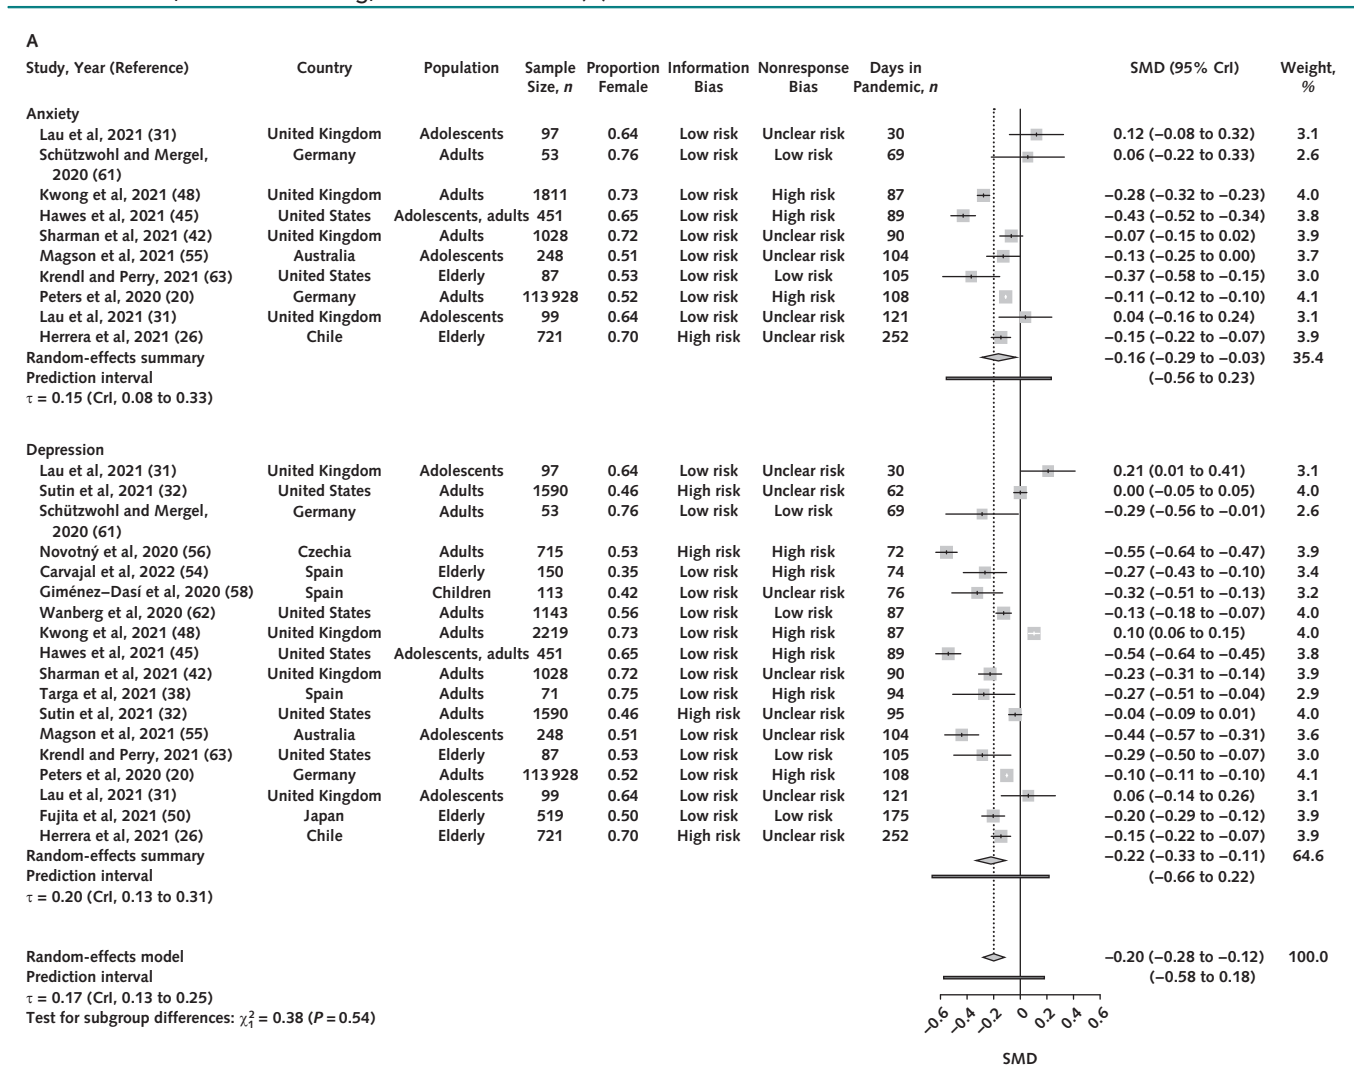 A
Study, Year (Reference) Country Population Sample Size, n Proportion Female Information Bias Nonresponse Bias Days in Pandemic, n SMD (95% CrI) Weight, %
Anxiety
Lau et al, 2021 (31) United Kingdom Adolescents 97 0.64 Low risk Unclear risk 30 0.12 (−0.08 to 0.32) 3.1
Schützwohl and Mergel, 2020 (61) Germany Adults 53 0.76 Low risk Low risk 69 0.06 (−0.22 to 0.33) 2.6
Kwong et al, 2021 (48) United Kingdom Adults 1811 0.73 Low risk High risk 87 −0.28 (−0.32 to −0.23) 4.0
Hawes et al, 2021 (45) United States Adolescents, adults 451 0.65 Low risk High risk 89 −0.43 (−0.52 to −0.34) 3.8
Sharman et al, 2021 (42) United Kingdom Adults 1028 0.72 Low risk Unclear risk 90 −0.07 (−0.15 to 0.02) 3.9
Magson et al, 2021 (55) Australia Adolescents 248 0.51 Low risk Unclear risk 104 −0.13 (−0.25 to 0.00) 3.7
Krendl and Perry, 2021 (63) United States Elderly 87 0.53 Low risk Low risk 105 −0.37 (−0.58 to −0.15) 3.0
Peters et al, 2020 (20) Germany Adults 113 928 0.52 Low risk High risk 108 −0.11 (−0.12 to −0.10) 4.1
Lau et al, 2021 (31) United Kingdom Adolescents 99 0.64 Low risk Unclear risk 121 0.04 (−0.16 to 0.24) 3.1
Herrera et al, 2021 (26) Chile Elderly 721 0.70 High risk Unclear risk 252 −0.15 (−0.22 to −0.07) 3.9
Random-effects summary −0.16 (−0.29 to −0.03) 35.4
Prediction interval (−0.56 to 0.23)
τ = 0.15 (CrI, 0.08 to 0.33)
Depression
Lau et al, 2021 (31) United Kingdom Adolescents 97 0.64 Low risk Unclear risk 30 0.21 (0.01 to 0.41) 3.1
Sutin et al, 2021 (32) United States Adults 1590 0.46 High risk Unclear risk 62 0.00 (−0.05 to 0.05) 4.0
Schützwohl and Mergel, 2020 (61) Germany Adults 53 0.76 Low risk Low risk 69 −0.29 (−0.56 to −0.01) 2.6
Novotný et al, 2020 (56) Czechia Adults 715 0.53 High risk High risk 72 −0.55 (−0.64 to −0.47) 3.9
Carvajal et al, 2022 (54) Spain Elderly 150 0.35 Low risk High risk 74 −0.27 (−0.43 to −0.10) 3.4
Giménez–Dasí et al, 2020 (58) Spain Children 113 0.42 Low risk Unclear risk 76 −0.32 (−0.51 to −0.13) 3.2
Wanberg et al, 2020 (62) United States Adults 1143 0.56 Low risk Low risk 87 −0.13 (−0.18 to −0.07) 4.0
Kwong et al, 2021 (48) United Kingdom Adults 2219 0.73 Low risk High risk 87 0.10 (0.06 to 0.15) 4.0
Hawes et al, 2021 (45) United States Adolescents, adults 451 0.65 Low risk High risk 89 −0.54 (−0.64 to −0.45) 3.8
Sharman et al, 2021 (42) United Kingdom Adults 1028 0.72 Low risk Unclear risk 90 −0.23 (−0.31 to −0.14) 3.9
Targa et al, 2021 (38) Spain Adults 71 0.75 Low risk High risk 94 −0.27 (−0.51 to −0.04) 2.9
Sutin et al, 2021 (32) United States Adults 1590 0.46 High risk Unclear risk 95 −0.04 (−0.09 to 0.01) 4.0
Magson et al, 2021 (55) Australia Adolescents 248 0.51 Low risk Unclear risk 104 −0.44 (−0.57 to −0.31) 3.6
Krendl and Perry, 2021 (63) United States Elderly 87 0.53 Low risk Low risk 105 −0.29 (−0.50 to −0.07) 3.0
Peters et al, 2020 (20) Germany Adults 113 928 0.52 Low risk High risk 108 −0.10 (−0.11 to −0.10) 4.1
Lau et al, 2021 (31) United Kingdom Adolescents 99 0.64 Low risk Unclear risk 121 0.06 (−0.14 to 0.26) 3.1
Fujita et al, 2021 (50) Japan Elderly 519 0.50 Low risk Low risk 175 −0.20 (−0.29 to −0.12) 3.9
Herrera et al, 2021 (26) Chile Elderly 721 0.70 High risk Unclear risk 252 −0.15 (−0.22 to −0.07) 3.9
Random-effects summary −0.22 (−0.33 to −0.11) 64.6
Prediction interval (−0.66 to 0.22)
τ = 0.20 (CrI, 0.13 to 0.31)
Random-effects model −0.20 (−0.28 to −0.12) 100.0
Prediction interval (−0.58 to 0.18)
τ = 0.17 (CrI, 0.13 to 0.25)
Test for subgroup differences: χ²₁ = 0.38 (P = 0.54)
−0.6 −0.4 −0.2 0 0.2 0.4 0.6
SMD